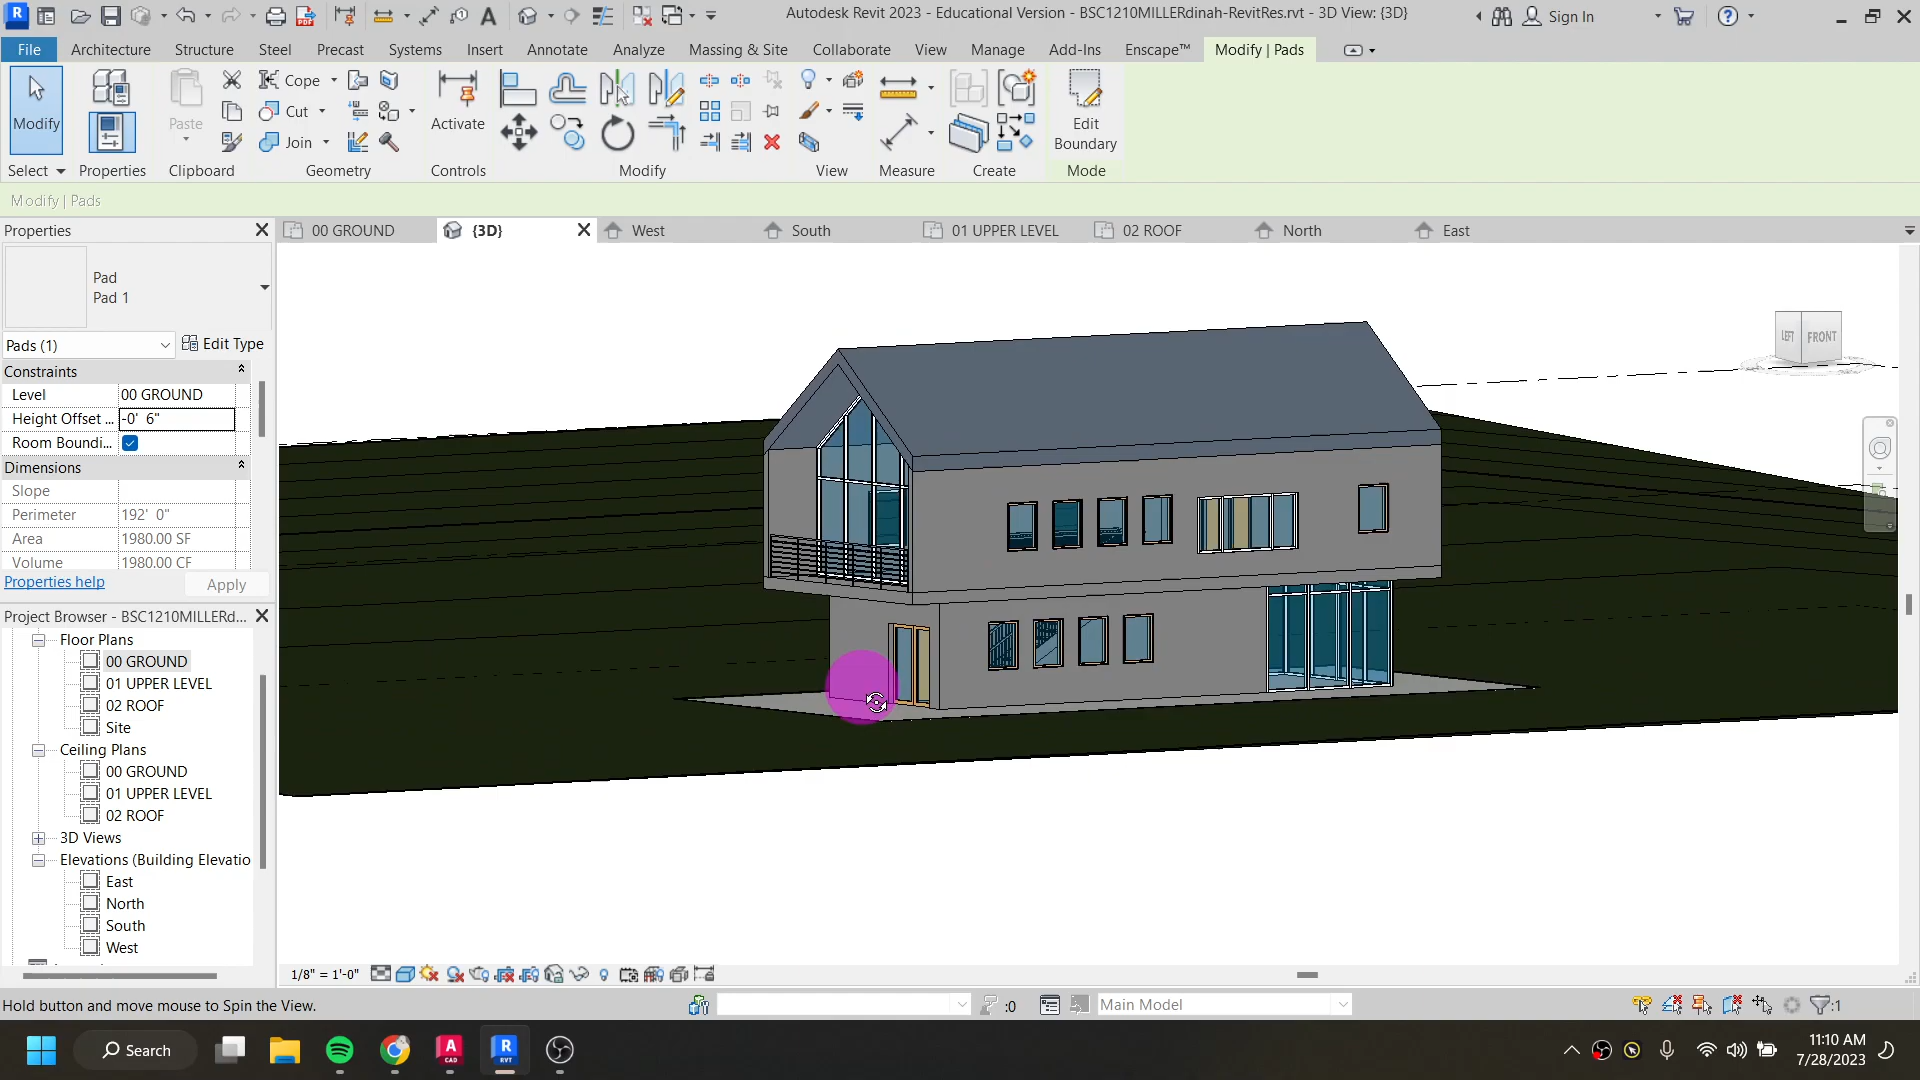 Autodesk Revit 2023 - Educational Version - BSC1210MILLERdinah-RevitRes.rvt - 3D View: {3D}
Sign In
File
Architecture
Structure
Steel
Precast
Systems
Insert
Annotate
Analyze
Massing & Site
Collaborate
View
Manage
Add-Ins
Enscape™
Modify | Pads
Modify
Paste
Cope
Cut
Join
Activate
Edit
Boundary
Select
Properties
Clipboard
Geometry
Controls
Modify
View
Measure
Create
Mode
Modify | Pads
Properties
00 GROUND
{3D}
West
South
01 UPPER LEVEL
02 ROOF
North
East
Pad
Pad 1
Pads (1)
Edit Type
Constraints
Level
00 GROUND
Height Offset ...
-0' 6"
Room Boundi...
Dimensions
Slope
Perimeter
192' 0"
Area
1980.00 SF
Volume
1980.00 CF
Properties help
Apply
Project Browser - BSC1210MILLERd...
Floor Plans
00 GROUND
01 UPPER LEVEL
02 ROOF
Site
Ceiling Plans
00 GROUND
01 UPPER LEVEL
02 ROOF
3D Views
Elevations (Building Elevatio
East
North
South
West
LEFT
FRONT
1/8" = 1'-0"
Hold button and move mouse to Spin the View.
:0
Main Model
:1
Search
11:10 AM
7/28/2023